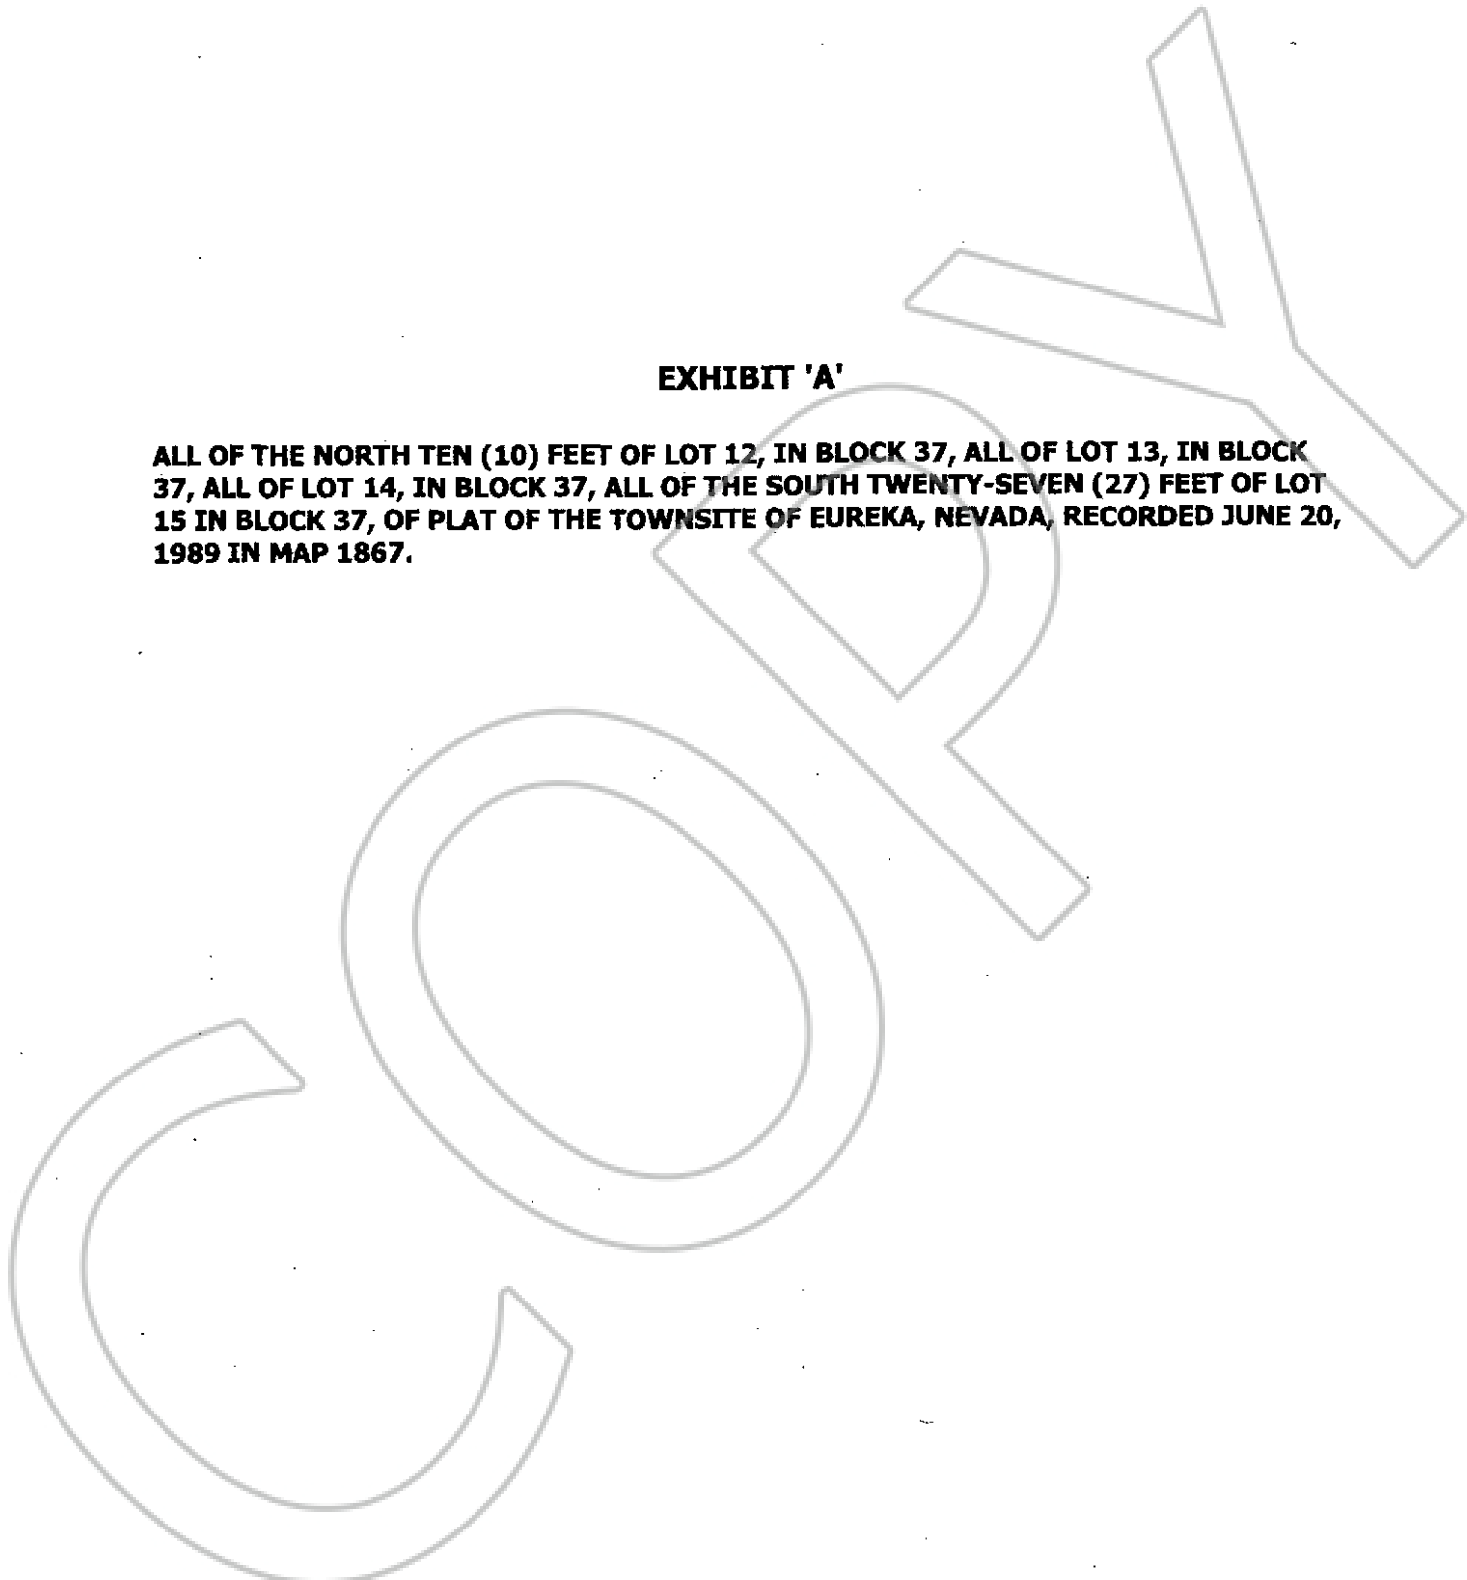 EXHIBIT 'A'
ALL OF THE NORTH TEN (10) FEET OF LOT 12, IN BLOCK 37, ALL OF LOT 13, IN BLOCK
37, ALL OF LOT 14, IN BLOCK 37, ALL OF THE SOUTH TWENTY-SEVEN (27) FEET OF LOT
15 IN BLOCK 37, OF PLAT OF THE TOWNSITE OF EUREKA, NEVADA, RECORDED JUNE 20,
1989 IN MAP 1867.
COPY